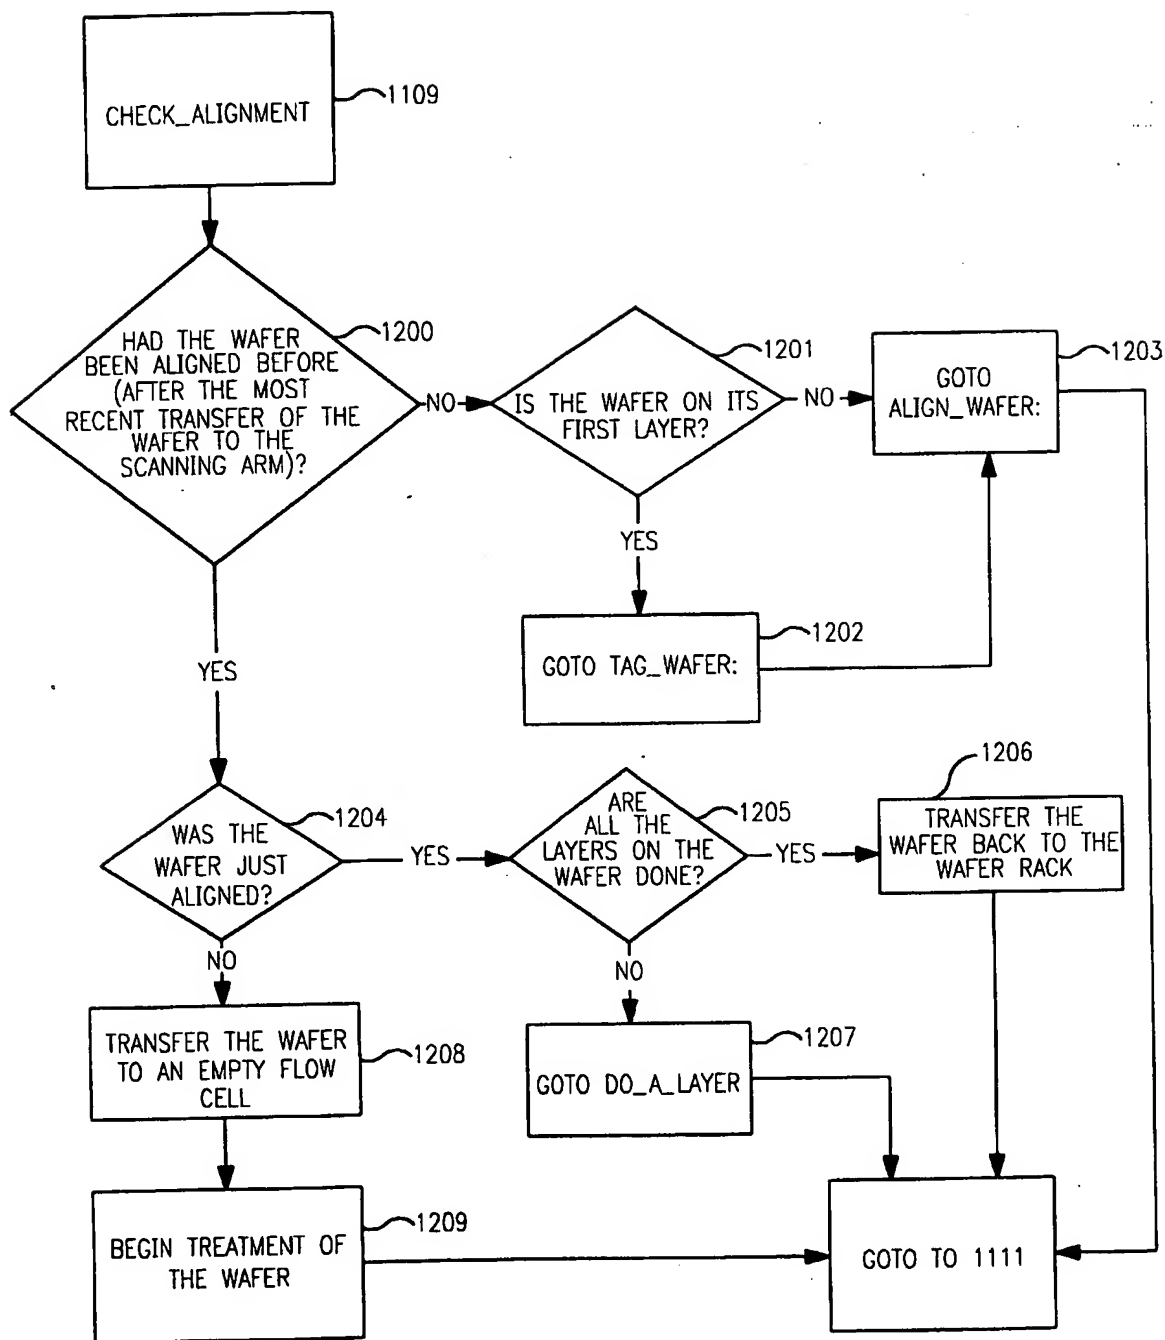 CHECK_ALIGNMENT
1109
HAD THE WAFER
BEEN ALIGNED BEFORE
(AFTER THE MOST
RECENT TRANSFER OF THE
WAFER TO THE
SCANNING ARM)?
1200
NO
IS THE WAFER ON ITS
FIRST LAYER?
1201
NO
GOTO
ALIGN_WAFER:
1203
YES
GOTO TAG_WAFER:
1202
YES
WAS THE
WAFER JUST
ALIGNED?
1204
YES
ARE
ALL THE
LAYERS ON THE
WAFER DONE?
1205
YES
TRANSFER THE
WAFER BACK TO THE
WAFER RACK
1206
NO
NO
TRANSFER THE WAFER
TO AN EMPTY FLOW
CELL
1208
GOTO DO_A_LAYER
1207
BEGIN TREATMENT OF
THE WAFER
1209
GOTO TO 1111